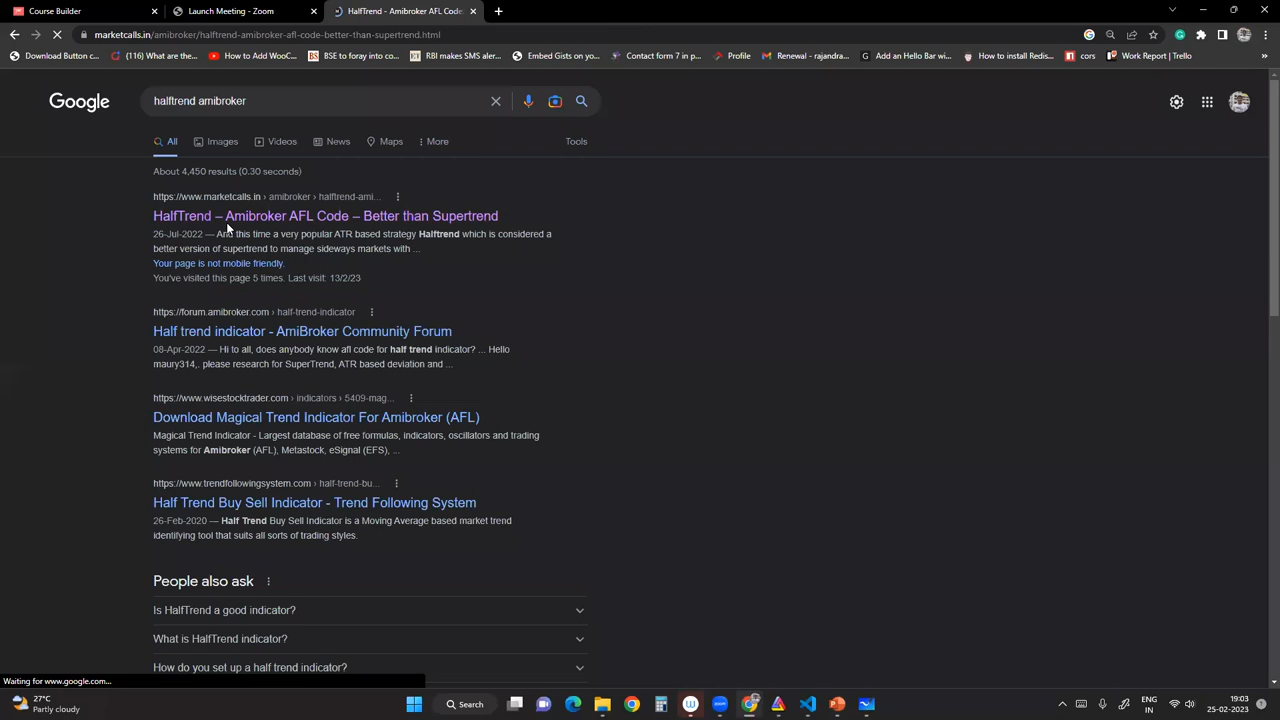 Course Builder
Launch Meeting - Zoom
HalfTrend - Amibroker AFL Code
marketcalls.in/amibroker/halftrend-amibroker-afl-code-better-than-supertrend.html
Download Button c...
(116) What are the...
How to Add WooC...
BSE to foray into co...
RBI makes SMS aler...
Embed Gists on yo...
Contact form 7 em...
Profile
Renewal - rajandra...
Add an Hello Bar wi...
How to install Redis...
cors
Work Report | Trello
Google
halftrend amibroker
All
Images
Videos
News
Maps
More
Tools
About 4,450 results (0.30 seconds)
https://www.marketcalls.in › amibroker › halftrend-ami...
HalfTrend – Amibroker AFL Code – Better than Supertrend
26-Jul-2022 — And this time a very popular ATR based strategy Halftrend which is considered a
better version of supertrend to manage sideways markets with ...
Your page is not mobile friendly.
You've visited this page 5 times. Last visit: 13/2/23
https://forum.amibroker.com › half-trend-indicator
Half trend indicator - AmiBroker Community Forum
08-Apr-2022 — Hi to all, does anybody know afl code for half trend indicator? ... Hello
maury314,. please research for SuperTrend, ATR based deviation and ...
https://www.wisestocktrader.com › indicators › 5409-mag...
Download Magical Trend Indicator For Amibroker (AFL)
Magical Trend Indicator - Largest database of free formulas, indicators, oscillators and trading
systems for Amibroker (AFL), Metastock, eSignal (EFS), ...
https://www.trendfollowingsystem.com › half-trend-bu...
Half Trend Buy Sell Indicator - Trend Following System
26-Feb-2020 — Half Trend Buy Sell Indicator is a Moving Average based market trend
identifying tool that suits all sorts of trading styles.
People also ask
Is HalfTrend a good indicator?
What is HalfTrend indicator?
How do you set up a half trend indicator?
Waiting for www.google.com...
27°C
Partly cloudy
Search
ENG
IN
19:03
25-02-2023